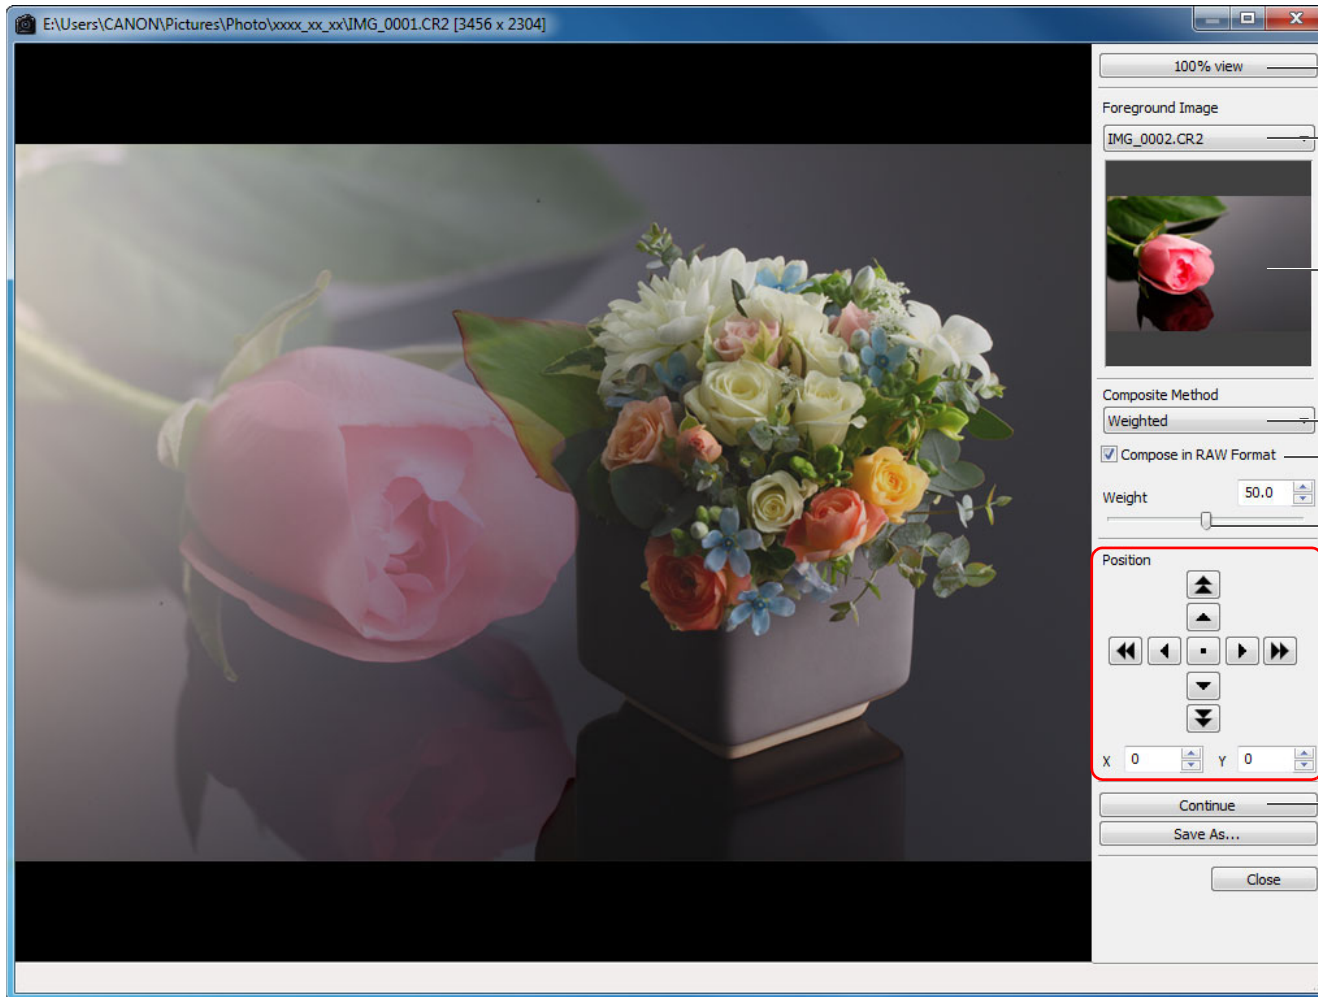 E:\Users\CANON\Pictures\Photo\xxxx_xx_xx\IMG_0001.CR2 [3456 x 2304]
100% view
Foreground Image
IMG_0002.CR2
Composite Method
Weighted
Compose in RAW Format
Weight 50.0
Position
X 0 Y 0
Continue
Save As...
Close